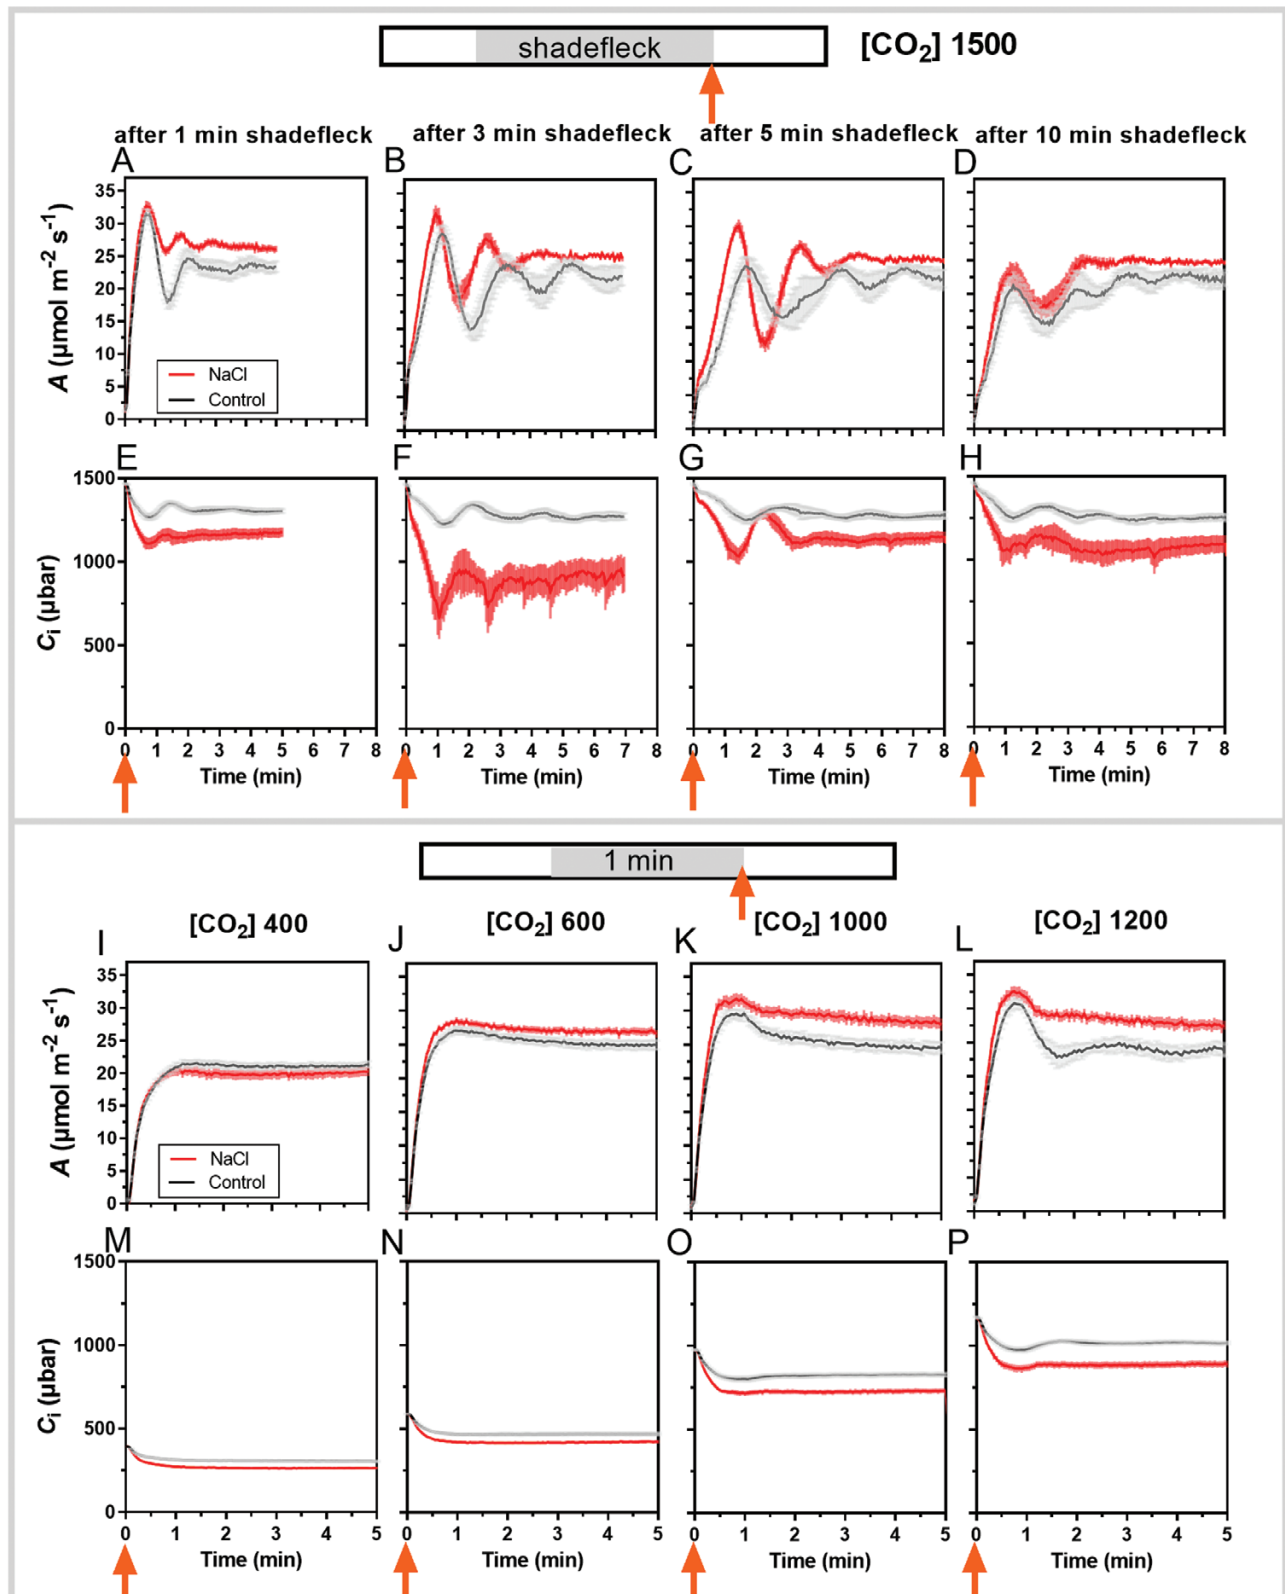 shadefleck
[CO2] 1500
after 1 min shadefleck
after 3 min shadefleck
after 5 min shadefleck
after 10 min shadefleck
A
B
C
D
35
30
25
20
15
10
5
0
A (µmol m⁻² s⁻¹)
NaCl
Control
E
F
G
H
1500
1000
500
0
Ci (µbar)
0 1 2 3 4 5 6 7 8
0 1 2 3 4 5 6 7 8
0 1 2 3 4 5 6 7 8
0 1 2 3 4 5 6 7 8
Time (min)
Time (min)
Time (min)
Time (min)
1 min
[CO2] 400
[CO2] 600
[CO2] 1000
[CO2] 1200
I
J
K
L
35
30
25
20
15
10
5
0
A (µmol m⁻² s⁻¹)
NaCl
Control
M
N
O
P
1500
1000
500
0
Ci (µbar)
0 1 2 3 4 5
0 1 2 3 4 5
0 1 2 3 4 5
0 1 2 3 4 5
Time (min)
Time (min)
Time (min)
Time (min)